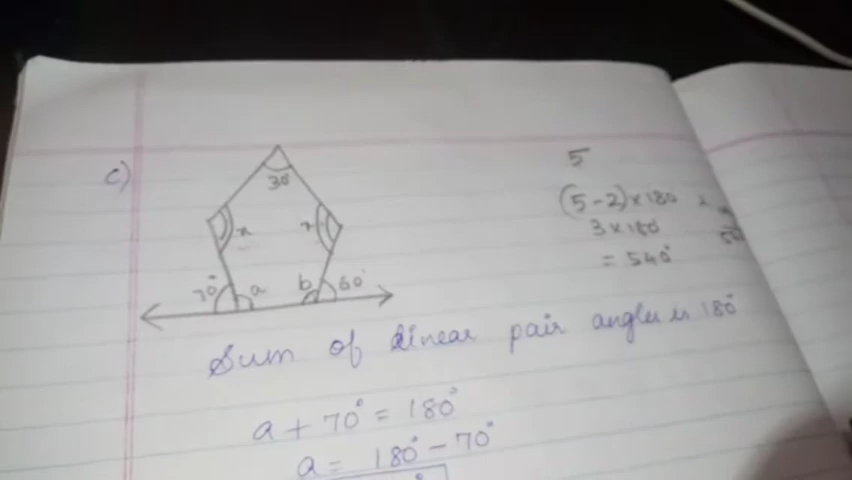 c)
30°
x
x
70°
a
b
60°
5
(5-2)×180
3×180
= 540°
Sum of linear pair angles is 180°
a + 70° = 180°
a = 180° - 70°